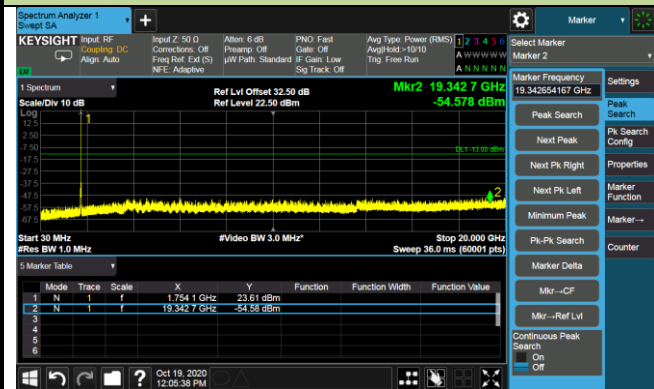 Spectrum Analyzer 1
Swept SA
+
Marker
KEYSIGHT
Input: RF
Coupling: DC
Align: Auto
Input Z: 50 Ω
Corrections: Off
Freq Ref: Ext (S)
NFE: Adaptive
Atten: 6 dB
Preamp: Off
µW Path: Standard
PNO: Fast
Gate: Off
IF Gain: Low
Sig Track: Off
Avg Type: Power (RMS)
Avg|Hold:>10/10
Trig: Free Run
1 2 3 4 5 6
A W W W W W
A N N N N N
Select Marker
Marker 2
1 Spectrum
Scale/Div 10 dB
Ref Lvl Offset 32.50 dB
Ref Level 22.50 dBm
Mkr2 19.342 7 GHz
-54.578 dBm
Marker Frequency
19.342654167 GHz
Settings
Peak Search
Next Peak
Next Pk Right
Next Pk Left
Minimum Peak
Pk-Pk Search
Marker Delta
Mkr→CF
Mkr→Ref Lvl
Continuous Peak
Search
On
Off
Peak
Search
Pk Search
Config
Properties
Marker
Function
Marker→
Counter
Log
12.5
2.50
-7.50
-17.5
-27.5
-37.5
-47.5
-57.5
-67.5
1
DL1 -13.00 dBm
2
Start 30 MHz
#Res BW 1.0 MHz
#Video BW 3.0 MHz*
Stop 20.000 GHz
Sweep 36.0 ms (60001 pts)
5 Marker Table
Mode Trace Scale X Y Function Function Width Function Value
1 N 1 f 1.754 1 GHz 23.61 dBm
2 N 1 f 19.342 7 GHz -54.58 dBm
3
4
5
6
?
Oct 19, 2020
12:05:38 PM